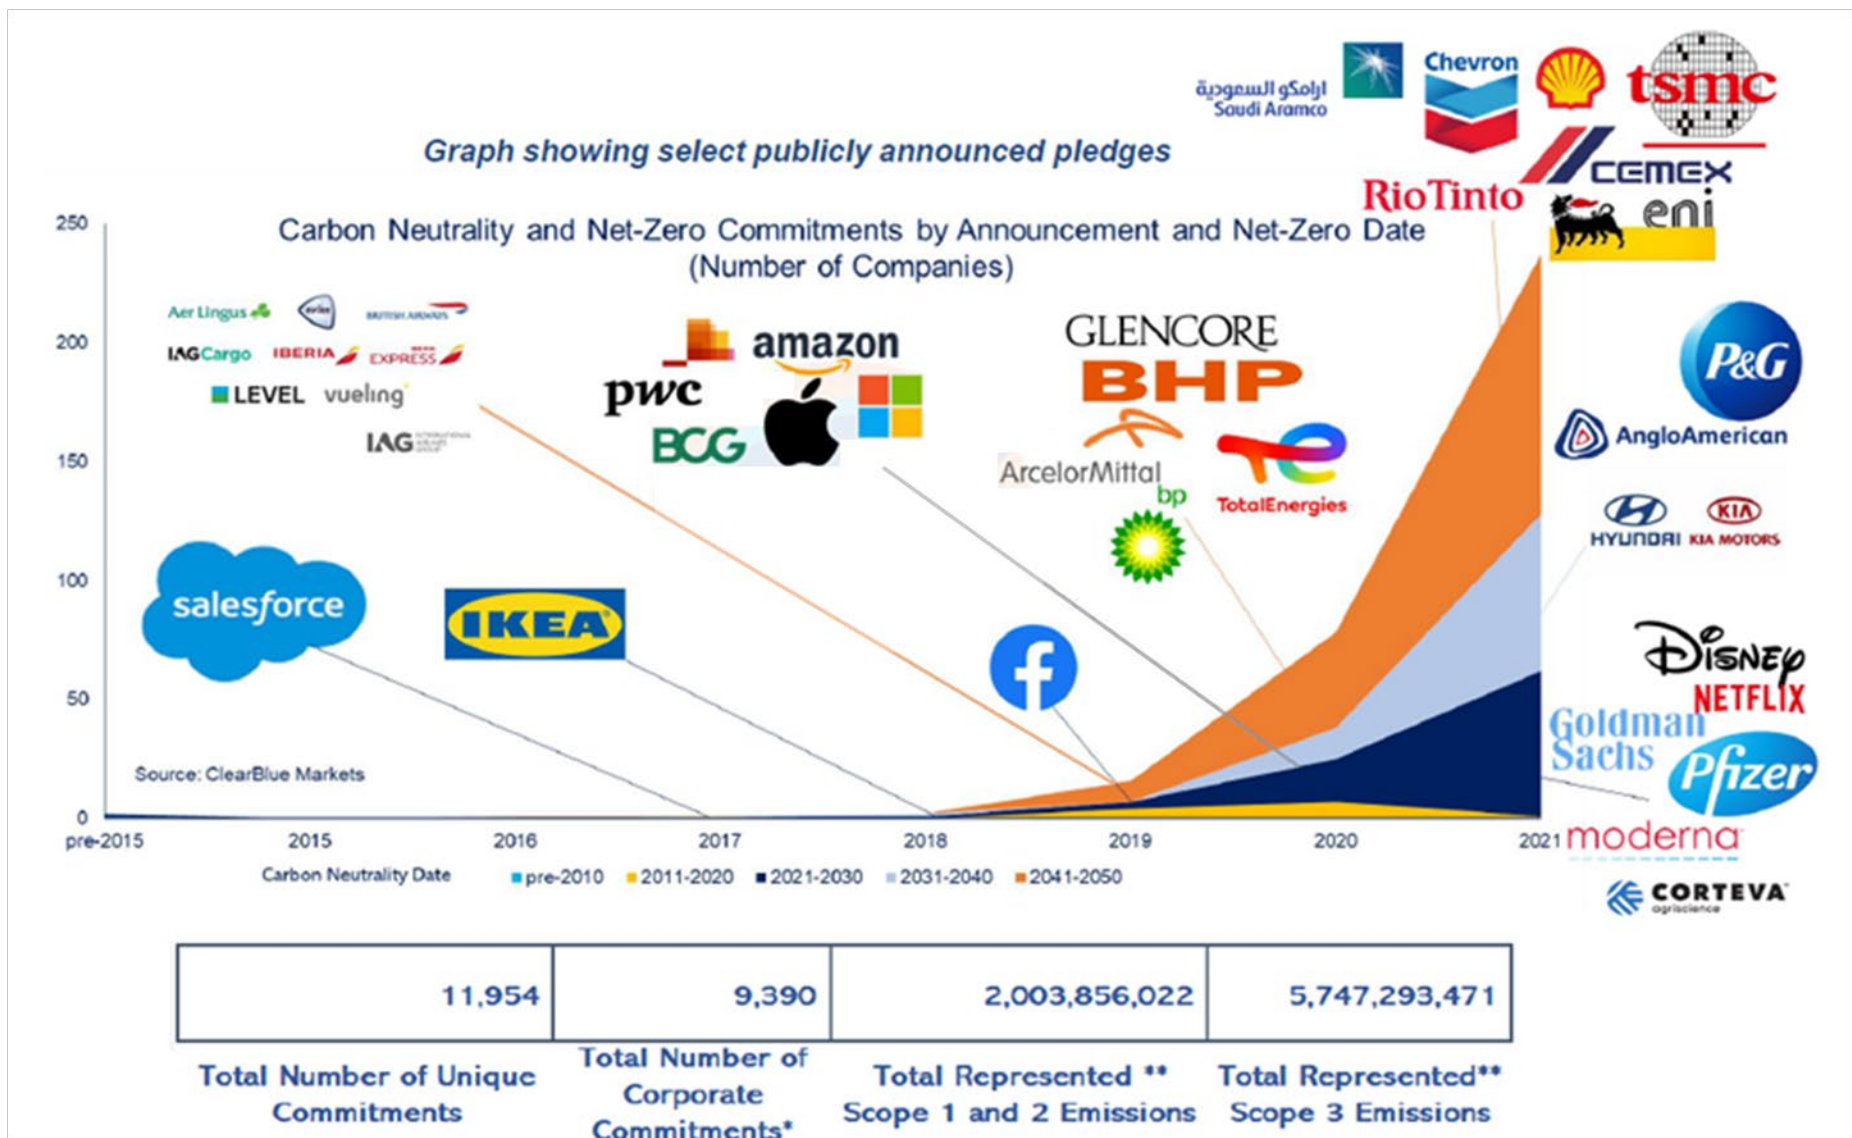 ارامكو السعودية
Saudi Aramco
Chevron
tsmc
CEMEX
RioTinto
eni
Graph showing select publicly announced pledges
Carbon Neutrality and Net-Zero Commitments by Announcement and Net-Zero Date
(Number of Companies)
250
200
150
100
50
0
Aer Lingus
BRITISH AIRWAYS
IAGCargo
IBERIA
IBERIA
EXPRESS
LEVEL
vueling
IAG
INTERNATIONAL
AIRLINES
GROUP
pwc
amazon
BCG
GLENCORE
BHP
ArcelorMittal
bp
TotalEnergies
P&G
AngloAmerican
HYUNDAI
KIA
KIA MOTORS
salesforce
IKEA
f
Disney
NETFLIX
Goldman
Sachs
Pfizer
moderna
CORTEVA
agriscience
Source: ClearBlue Markets
pre-2015 2015 2016 2017 2018 2019 2020 2021
Carbon Neutrality Date pre-2010 2011-2020 2021-2030 2031-2040 2041-2050
11,954 9,390 2,003,856,022 5,747,293,471
Total Number of Unique
Commitments
Total Number of
Corporate
Commitments*
Total Represented **
Scope 1 and 2 Emissions
Total Represented**
Scope 3 Emissions